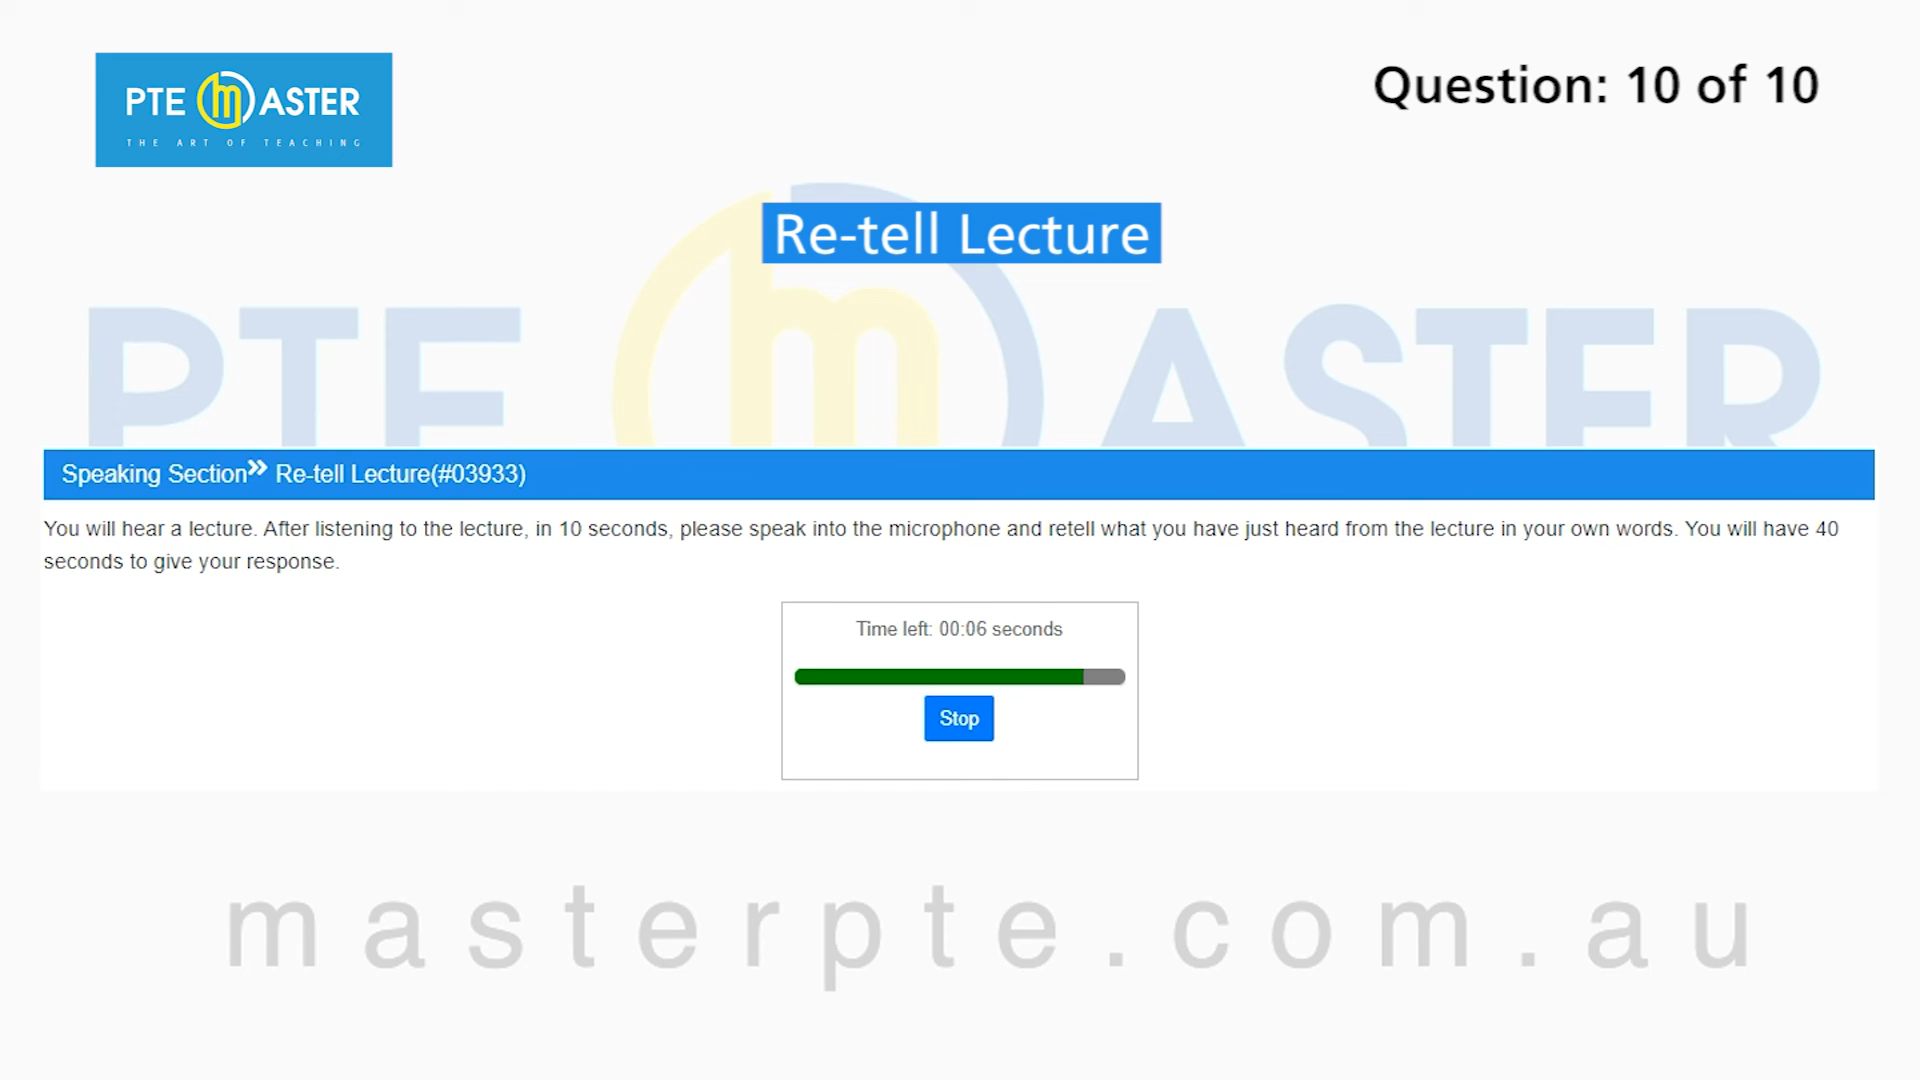 PTE MASTER
THE ART OF TEACHING
Question: 10 of 10
Re-tell Lecture
PTE MASTER
Speaking Section» Re-tell Lecture(#03933)
You will hear a lecture. After listening to the lecture, in 10 seconds, please speak into the microphone and retell what you have just heard from the lecture in your own words. You will have 40
seconds to give your response.
Time left: 00:06 seconds
Stop
masterpte.com.au